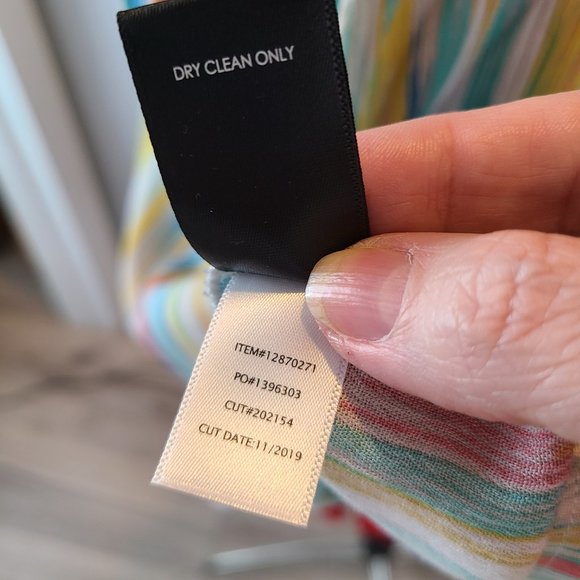 DRY CLEAN ONLY
ITEM#12870271
PO#1396303
CUT#202154
CUT DATE:11/2019